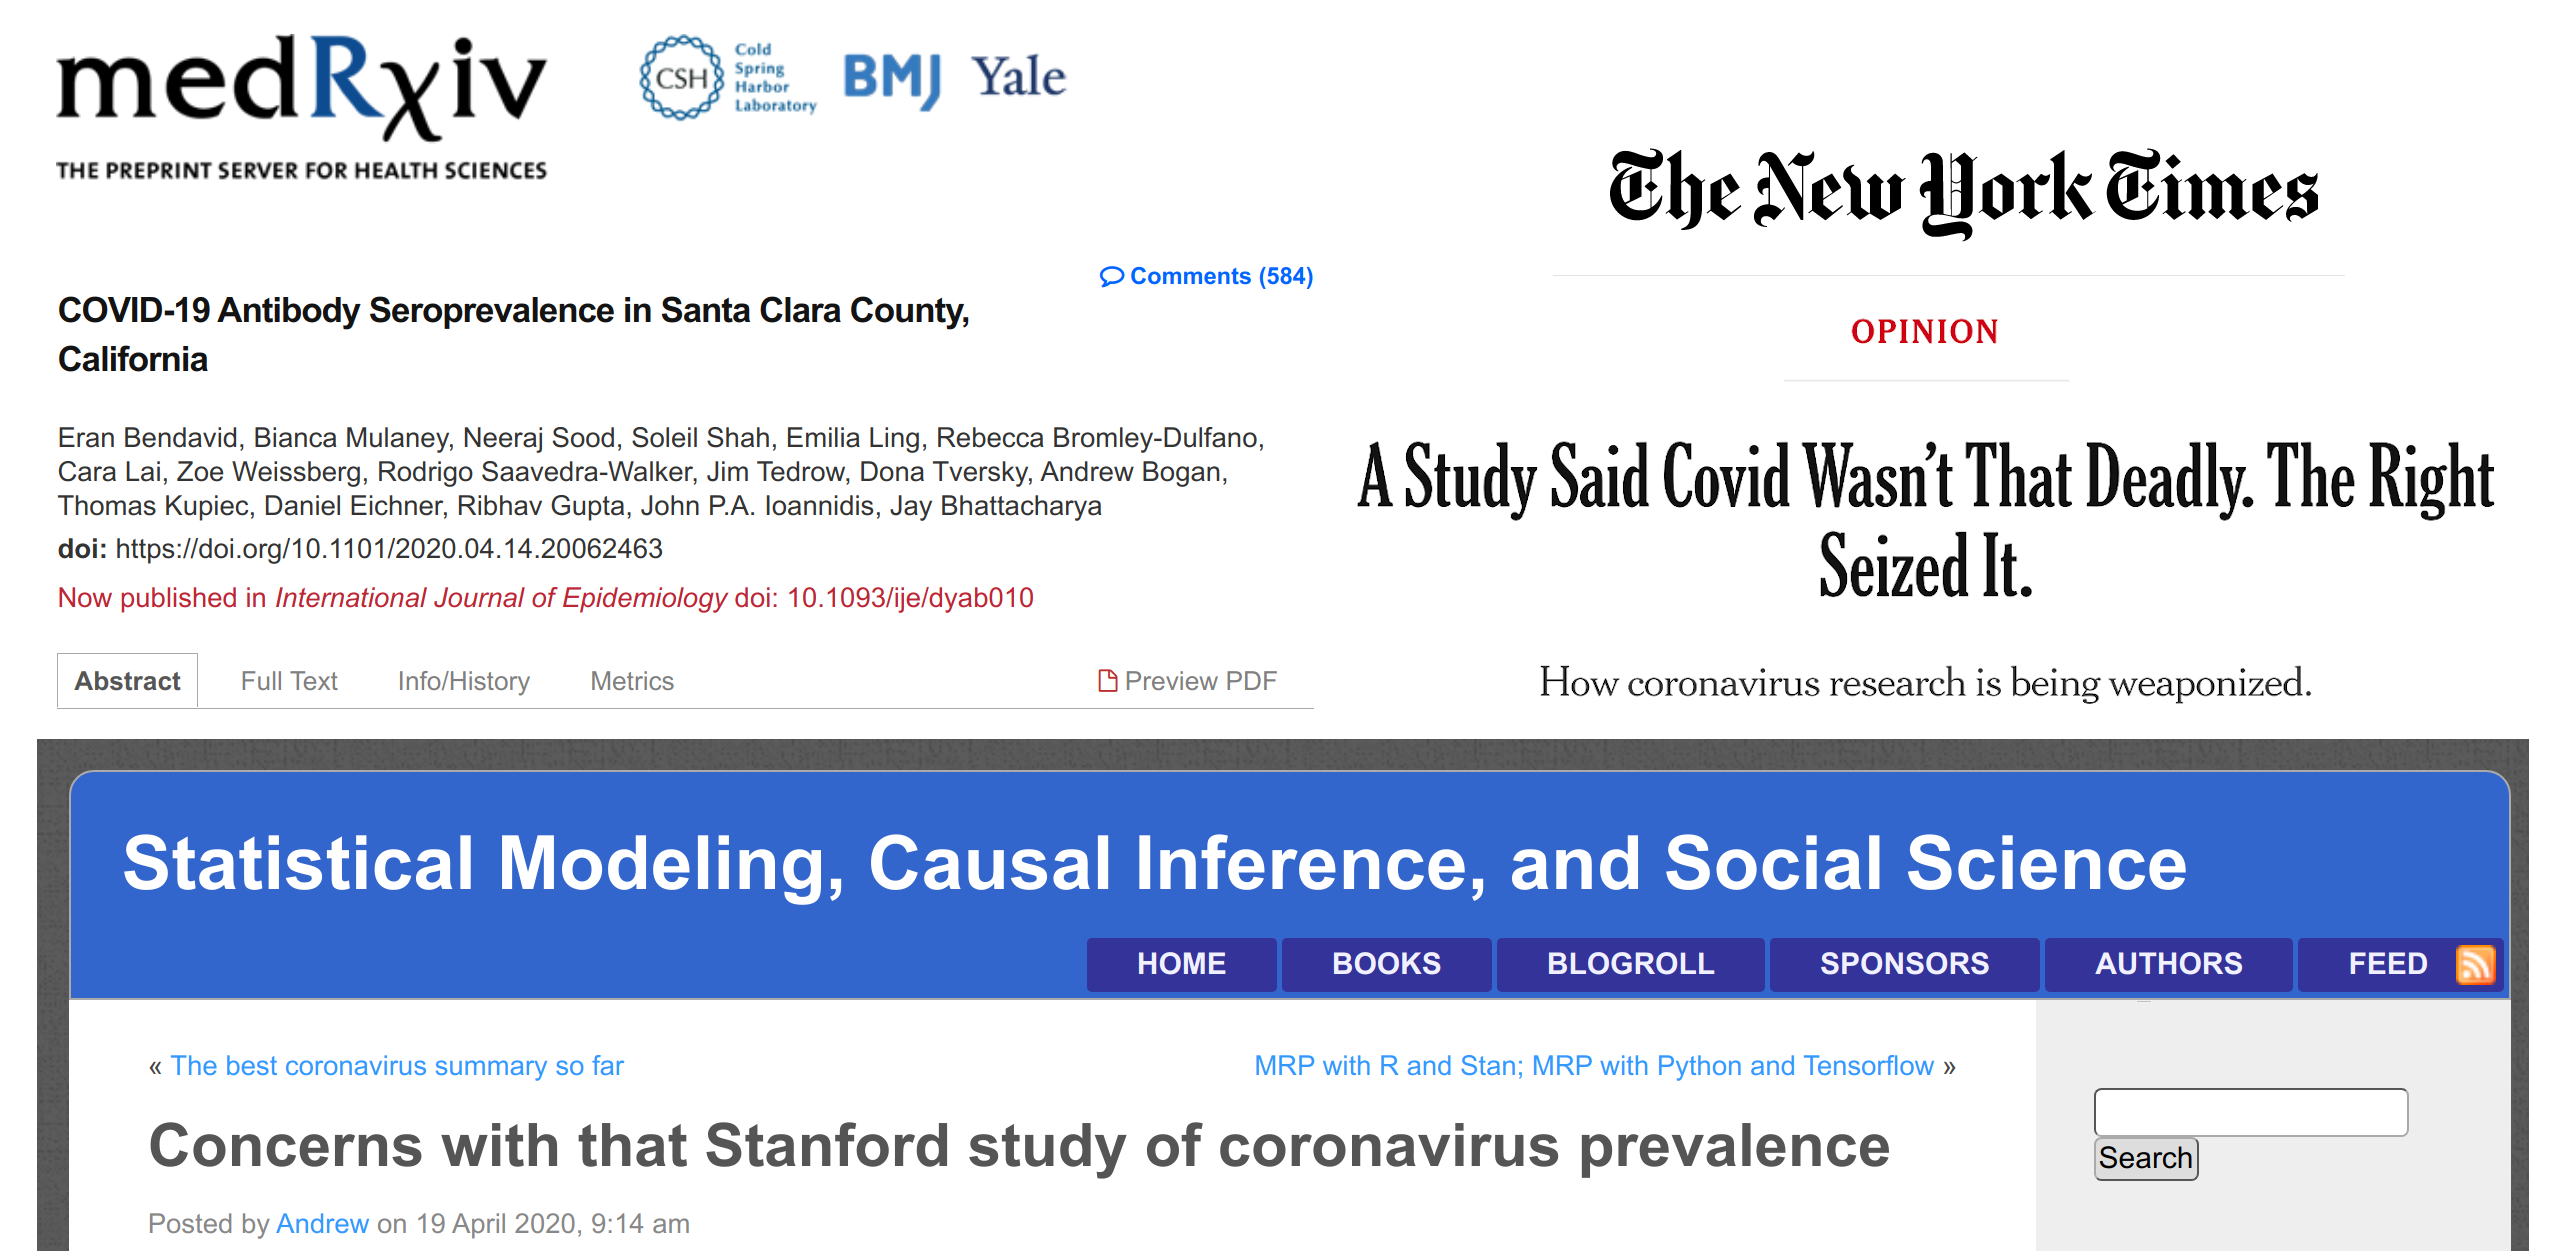 medRxiv
THE PREPRINT SERVER FOR HEALTH SCIENCES
CSH
Cold
Spring
Harbor
Laboratory
BMJ
Yale
Comments (584)
COVID-19 Antibody Seroprevalence in Santa Clara County,
California
Eran Bendavid, Bianca Mulaney, Neeraj Sood, Soleil Shah, Emilia Ling, Rebecca Bromley-Dulfano,
Cara Lai, Zoe Weissberg, Rodrigo Saavedra-Walker, Jim Tedrow, Dona Tversky, Andrew Bogan,
Thomas Kupiec, Daniel Eichner, Ribhav Gupta, John P.A. Ioannidis, Jay Bhattacharya
doi: https://doi.org/10.1101/2020.04.14.20062463
Now published in International Journal of Epidemiology doi: 10.1093/ije/dyab010
Abstract Full Text Info/History Metrics Preview PDF
The New York Times
OPINION
A Study Said Covid Wasn't That Deadly. The Right
Seized It.
How coronavirus research is being weaponized.
Statistical Modeling, Causal Inference, and Social Science
HOME BOOKS BLOGROLL SPONSORS AUTHORS FEED
« The best coronavirus summary so far
MRP with R and Stan; MRP with Python and Tensorflow »
Concerns with that Stanford study of coronavirus prevalence
Posted by Andrew on 19 April 2020, 9:14 am
Search